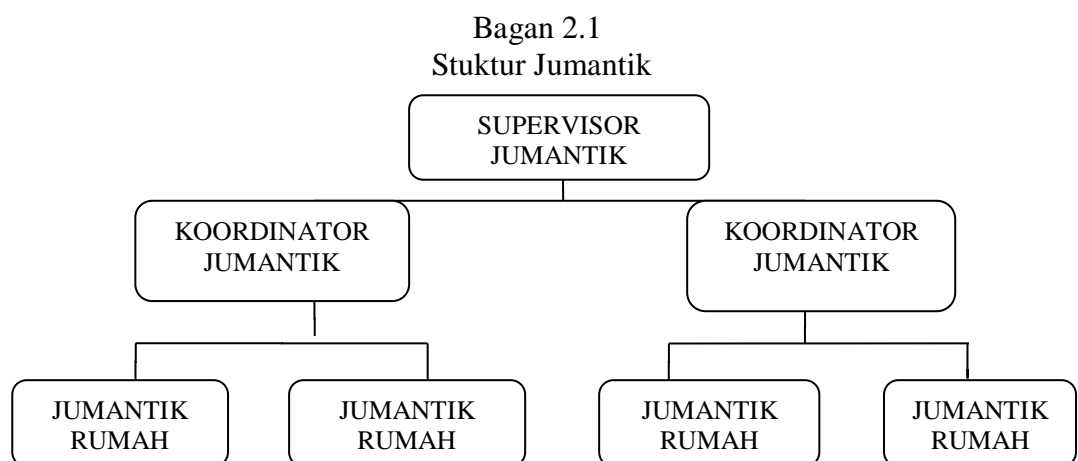 Bagan 2.1
Stuktur Jumantik
SUPERVISOR
JUMANTIK
KOORDINATOR
JUMANTIK
KOORDINATOR
JUMANTIK
JUMANTIK
RUMAH
JUMANTIK
RUMAH
JUMANTIK
RUMAH
JUMANTIK
RUMAH